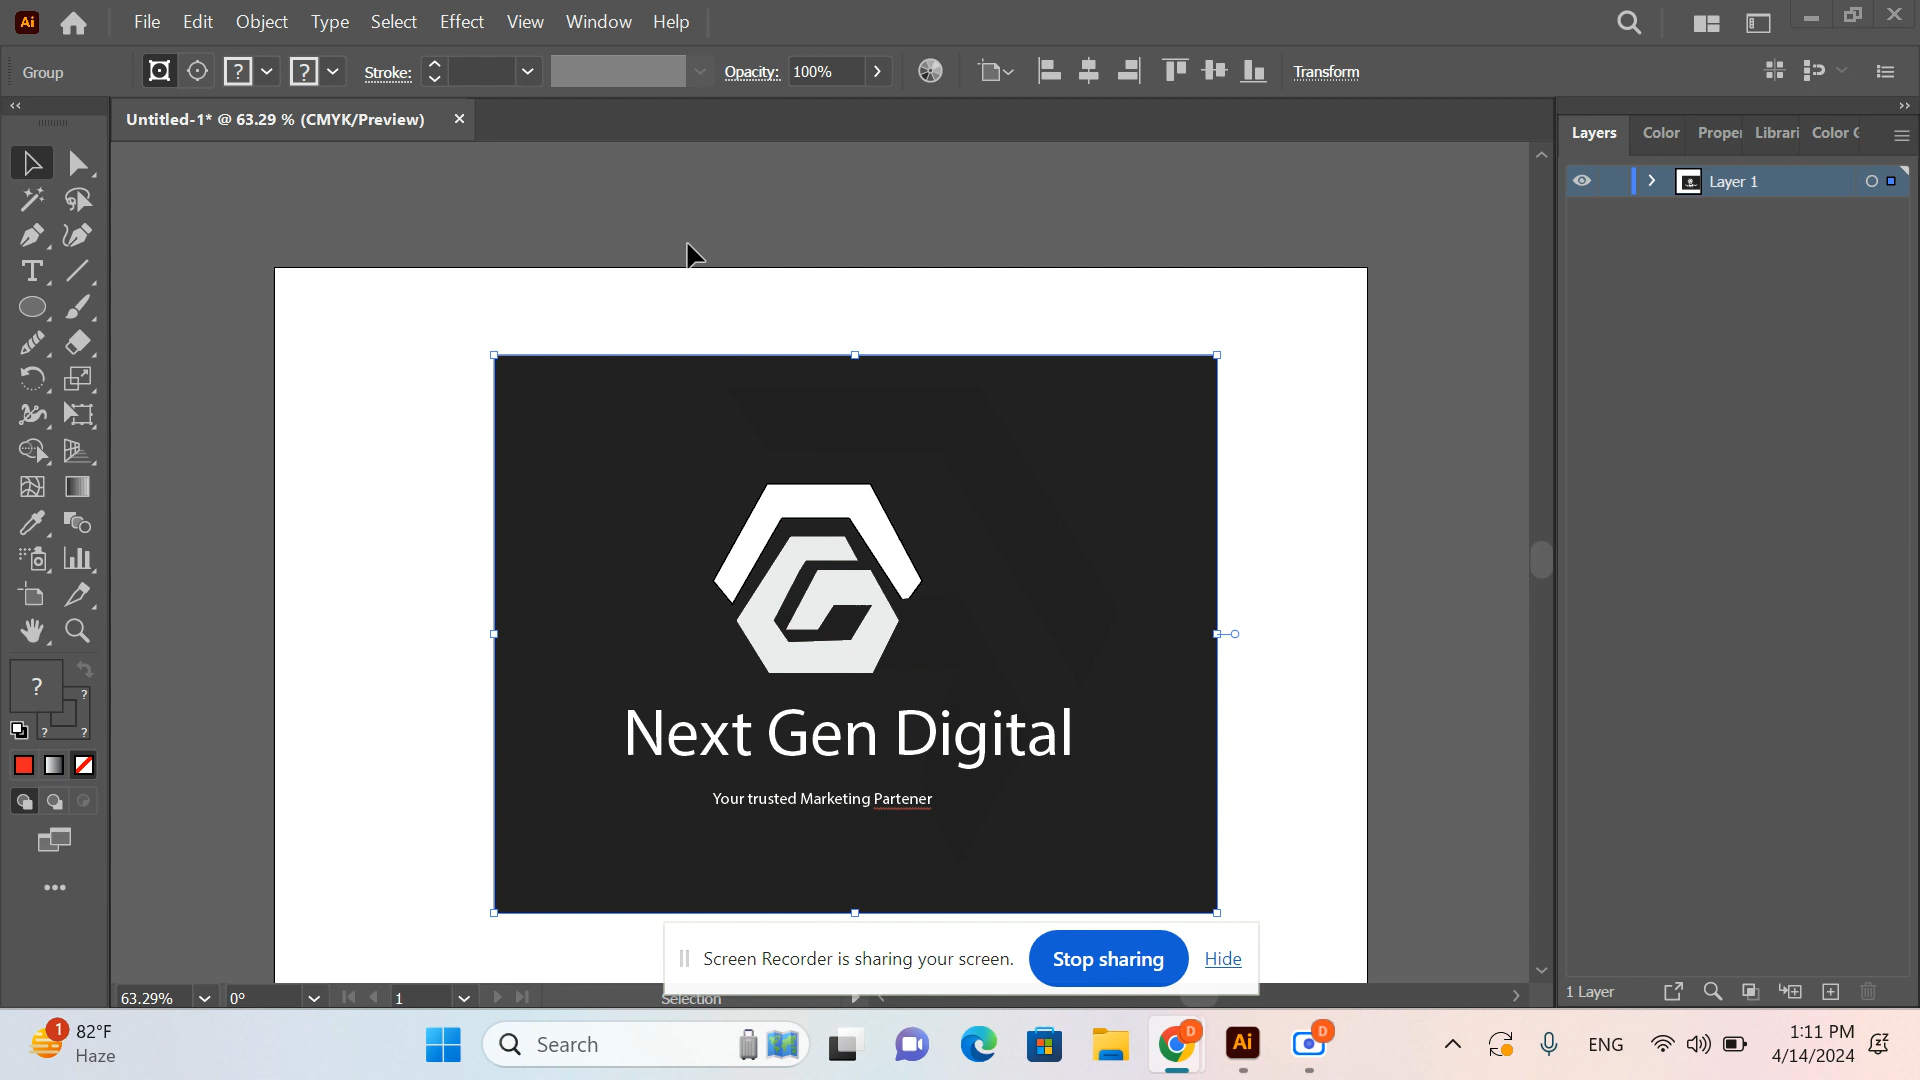 Ai File Edit Object Type Select Effect View Window Help
Group ? ? Stroke: Opacity: 100% Transform
Untitled-1* @ 63.29 % (CMYK/Preview)
Layers Color Proper Librari Color
Layer 1
T
?
?
? ?
Next Gen Digital
Your trusted Marketing Partener
Screen Recorder is sharing your screen. Stop sharing Hide
63.29% 0° 1 Selection 1 Layer
1 82°F
Haze
Search
D Ai D
ENG
1:11 PM
4/14/2024